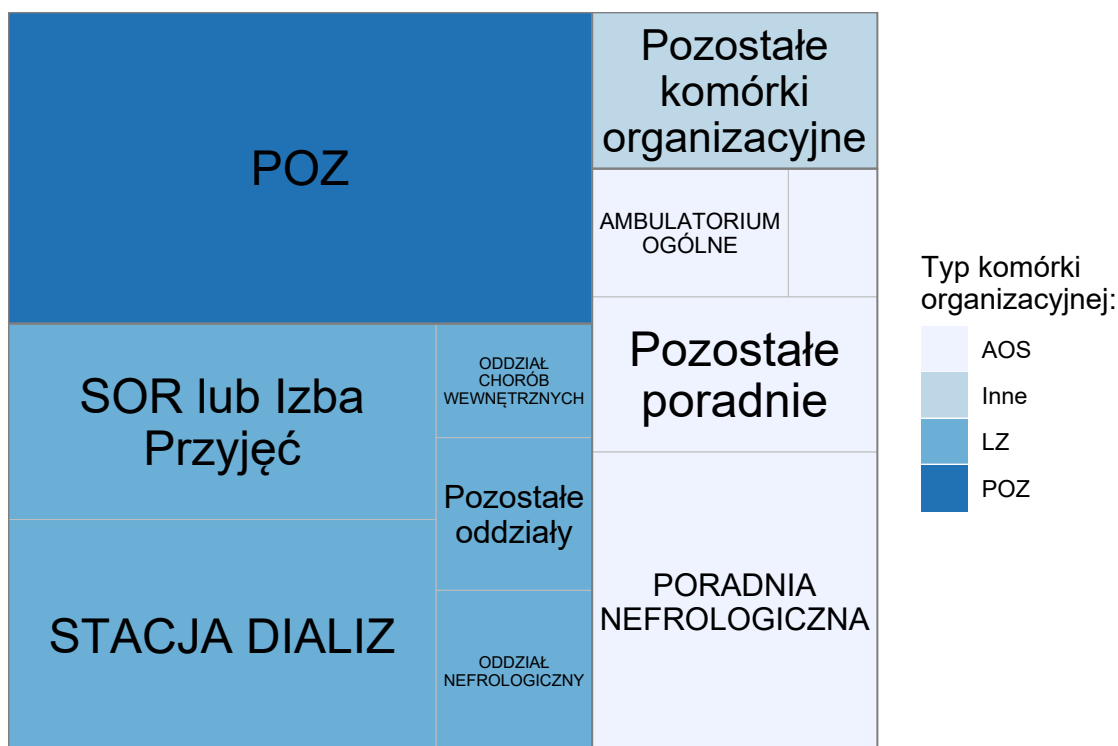 POZ
Pozostałe
komórki
organizacyjne
AMBULATORIUM
OGÓLNE
Pozostałe
poradnie
PORADNIA
NEFROLOGICZNA
SOR lub Izba
Przyjęć
STACJA DIALIZ
ODDZIAŁ
CHORÓB
WEWNĘTRZNYCH
Pozostałe
oddziały
ODDZIAŁ
NEFROLOGICZNY
Typ komórki
organizacyjnej:
AOS
Inne
LZ
POZ